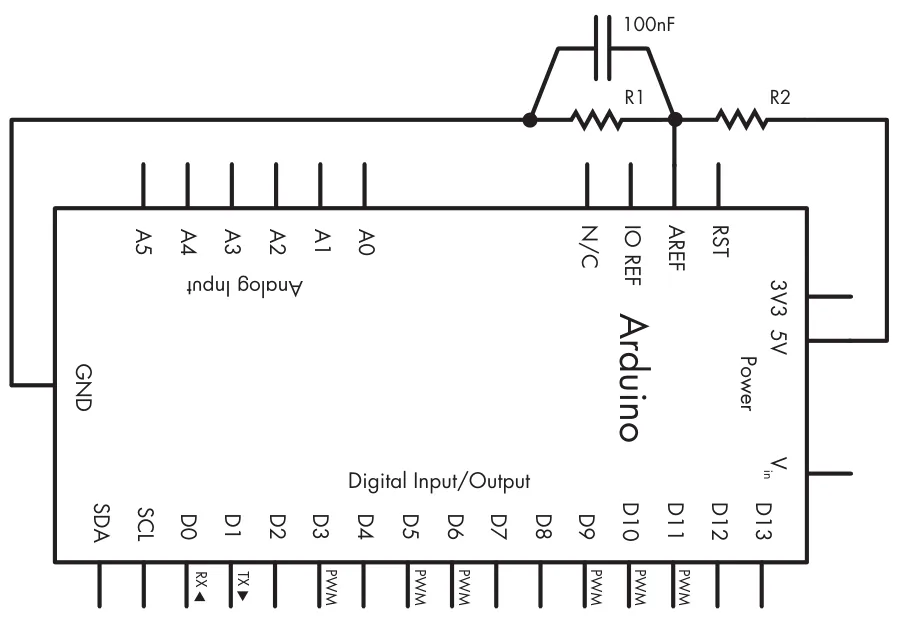 100nF
R1
R2
A5
A4
A3
A2
A1
A0
N/C
IO REF
AREF
RST
Analog Input
3V3
5V
Power
Vin
Arduino
GND
Digital Input/Output
SDA
SCL
D0
D1
D2
D3
D4
D5
D6
D7
D8
D9
D10
D11
D12
D13
RX ◀
TX ▶
PWM
PWM
PWM
PWM
PWM
PWM